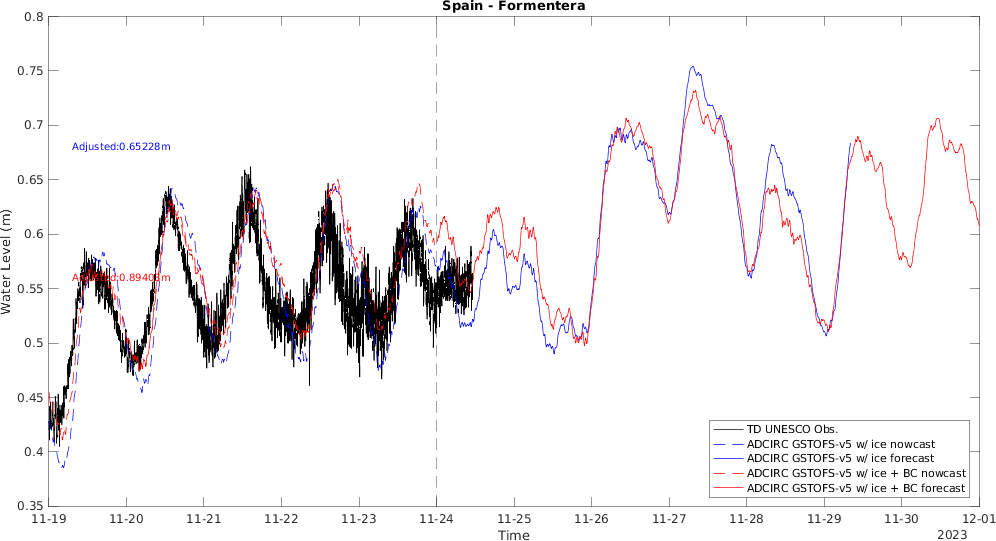 Spain - Formentera
0.8
0.75
0.7
0.65
0.6
0.55
0.5
0.45
0.4
0.35
Water Level (m)
Adjusted:0.65228m
TD UNESCO Obs.
ADCIRC GSTOFS-v5 w/ ice nowcast
ADCIRC GSTOFS-v5 w/ ice forecast
ADCIRC GSTOFS-v5 w/ ice + BC nowcast
ADCIRC GSTOFS-v5 w/ ice + BC forecast
11-19 11-20 11-21 11-22 11-23 11-24 11-25 11-26 11-27 11-28 11-29 11-30 12-01
Time
2023